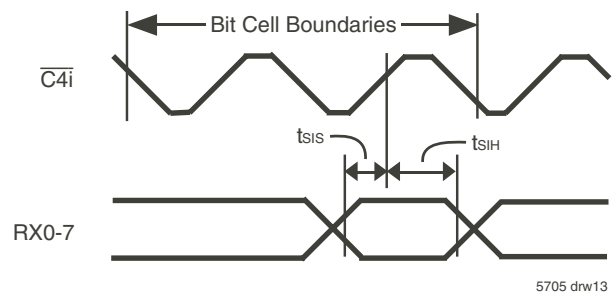 Bit Cell Boundaries
C4i
tSIS
tSIH
RX0-7
5705 drw13